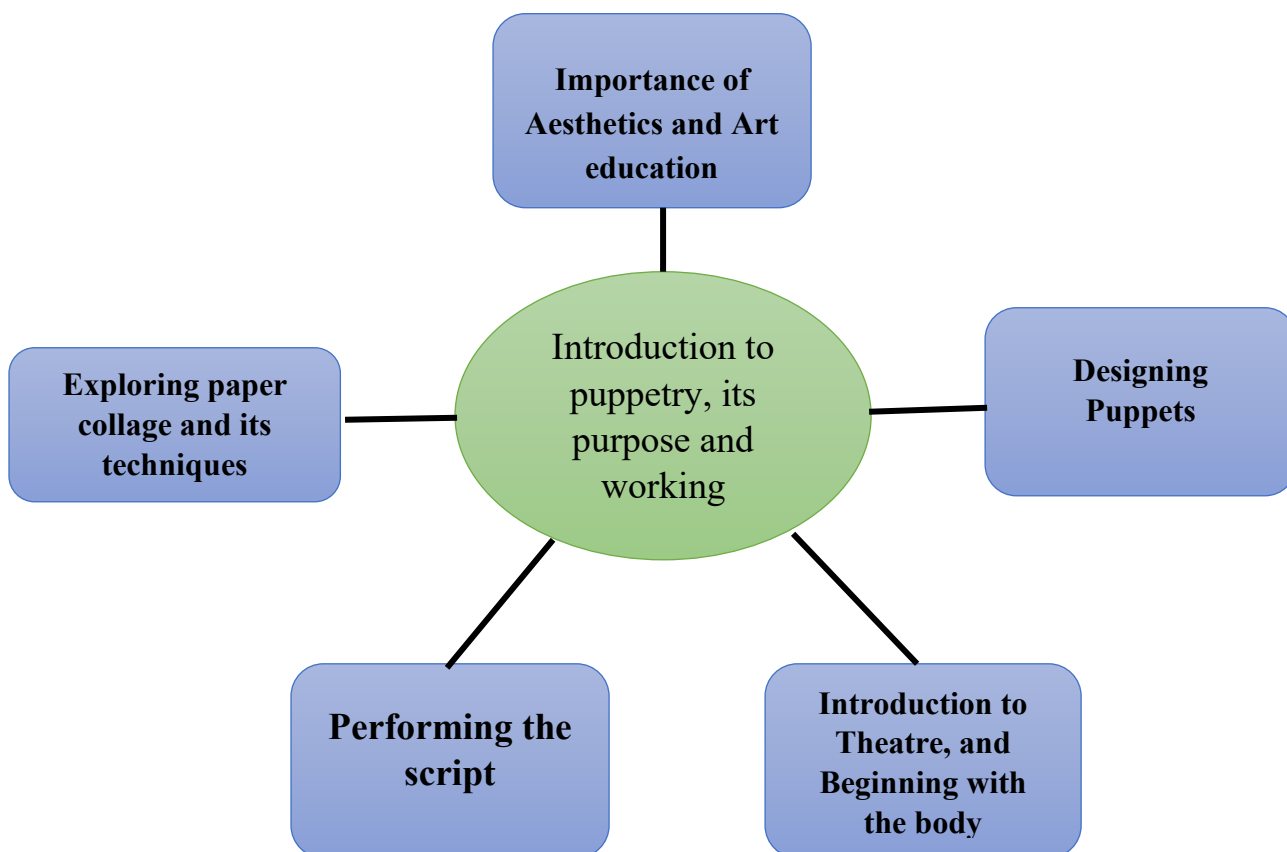 Importance of
Aesthetics and Art
education
Introduction to
puppetry, its
purpose and
working
Designing
Puppets
Exploring paper
collage and its
techniques
Performing the
script
Introduction to
Theatre, and
Beginning with
the body